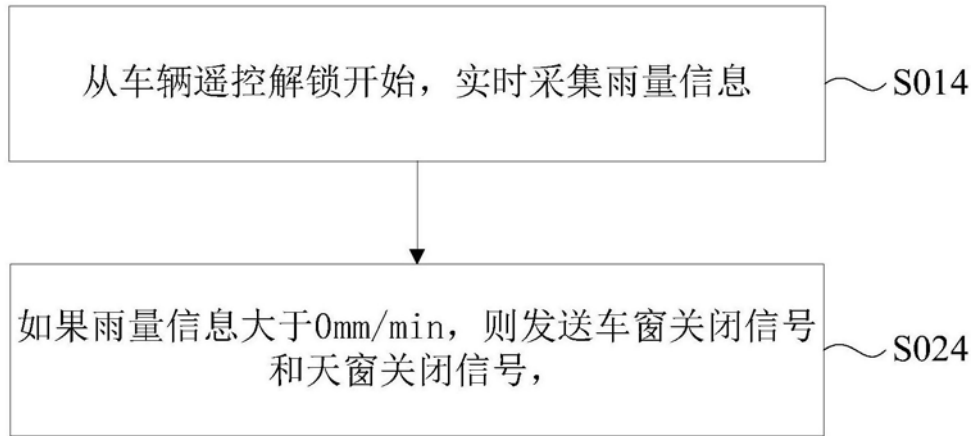 从车辆遥控解锁开始，实时采集雨量信息
S014
如果雨量信息大于0mm/min，则发送车窗关闭信号
和天窗关闭信号，
S024